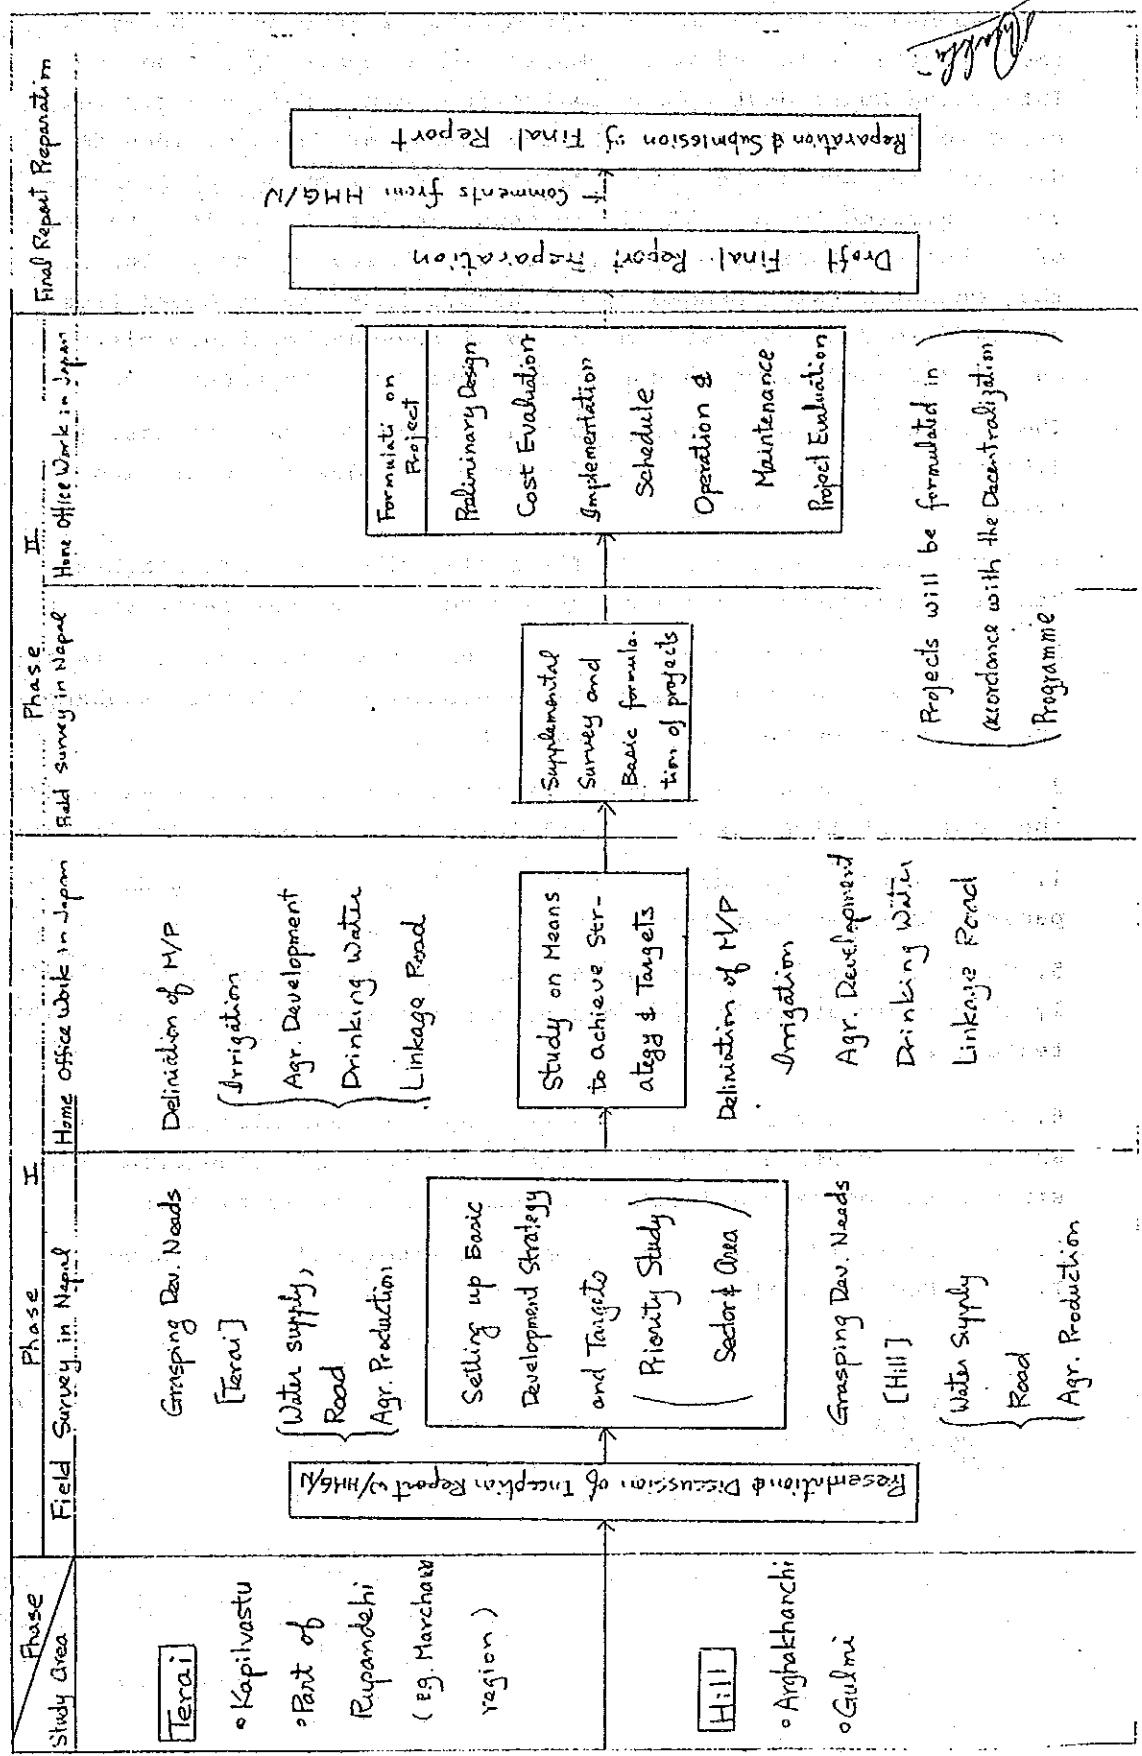 Phase
Study Area
Phase I
Field Survey in Nepal
Home Office Work in Japan
Phase II
Field survey in Nepal
Home Office Work in Japan
Final Report Preparation
Terai
• Kapilvastu
• Part of
Rupandehi
(eg. Marchawar
region)
Hill
• Arghakhanchi
• Gulmi
Presentation & Discussion of Inception Report w/HMG/N
Grasping Dev. Needs
[Terai]
Water supply,
Road
Agr. Production
Setting up Basic
Development Strategy
and Targets
(Priority Study
Sector & Area)
Grasping Dev. Needs
[Hill]
Water Supply
Road
Agr. Production
Deliniation of M/P
Irrigation
Agr. Development
Drinking Water
Linkage Road
Study on Means
to achieve Str-
ategy & Targets
Deliniation of M/P
Irrigation
Agr. Development
Drinking Water
Linkage Road
Supplemental
Survey and
Basic formula-
tion of projects
Formulati on
Project
Preliminary Design
Cost Evaluation
Implementation
Schedule
Operation &
Maintenance
Project Evaluation
(Projects will be formulated in
accordance with the Decentralization
Programme)
Draft Final Report Preparation
Comments from HMG/N
Reparation & Submission of Final Report